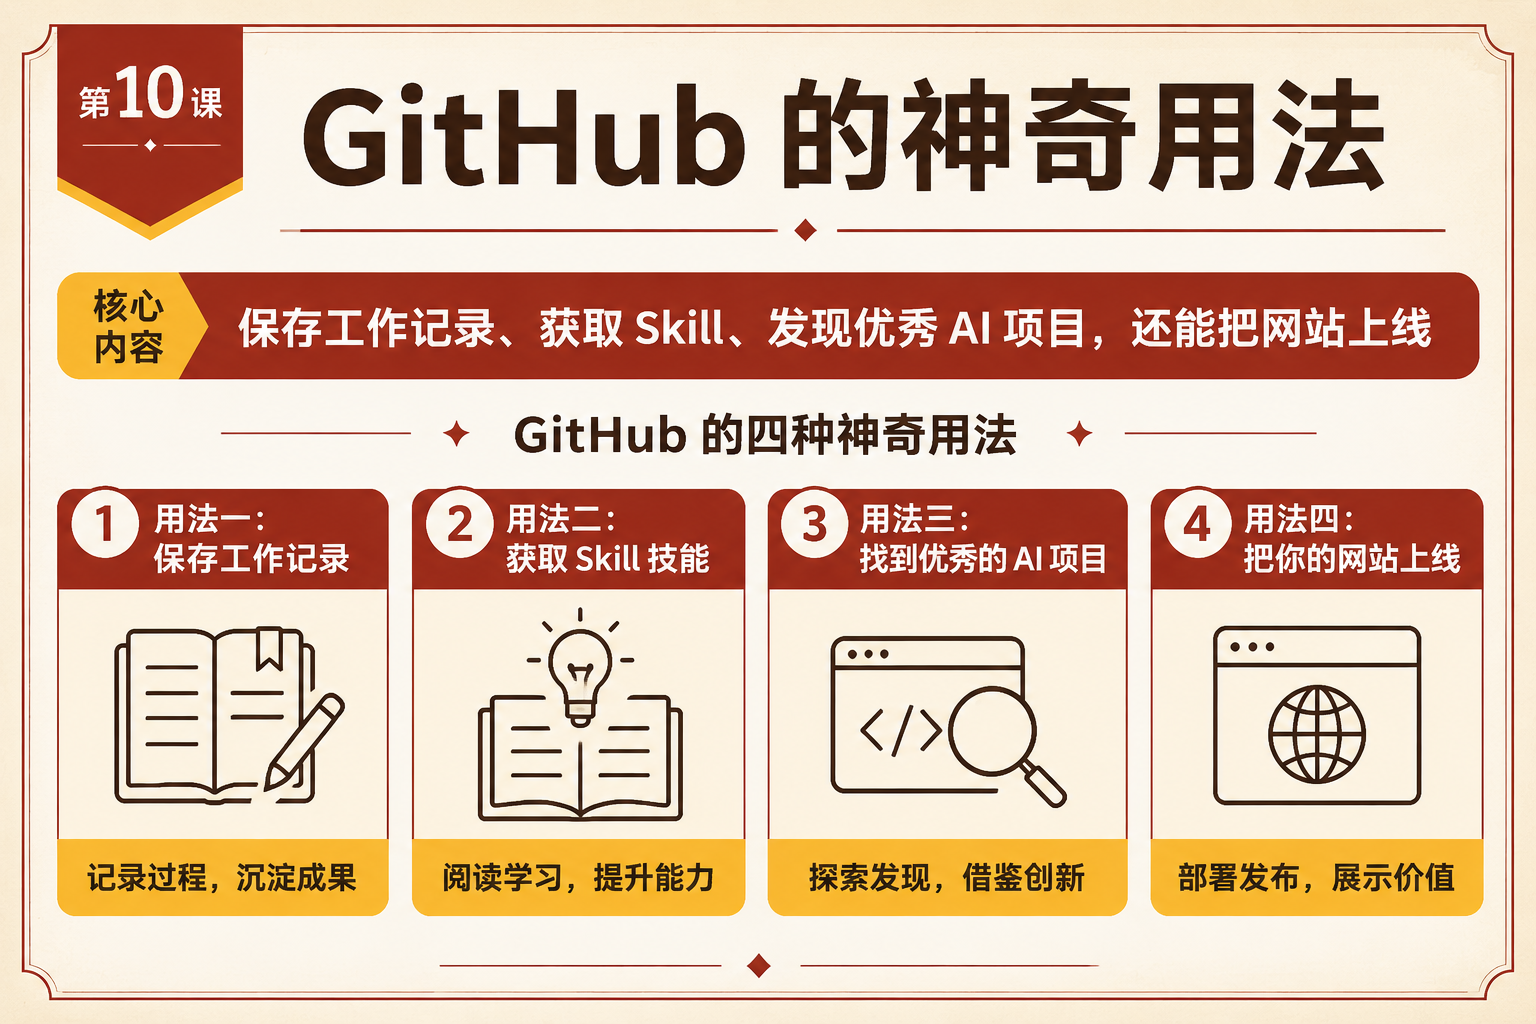 第10课
GitHub 的神奇用法
核心
内容
保存工作记录、获取 Skill、发现优秀 AI 项目，还能把网站上线
GitHub 的四种神奇用法
1
用法一：
保存工作记录
记录过程，沉淀成果
2
用法二：
获取 Skill 技能
阅读学习，提升能力
3
用法三：
找到优秀的 AI 项目
</>
探索发现，借鉴创新
4
用法四：
把你的网站上线
部署发布，展示价值